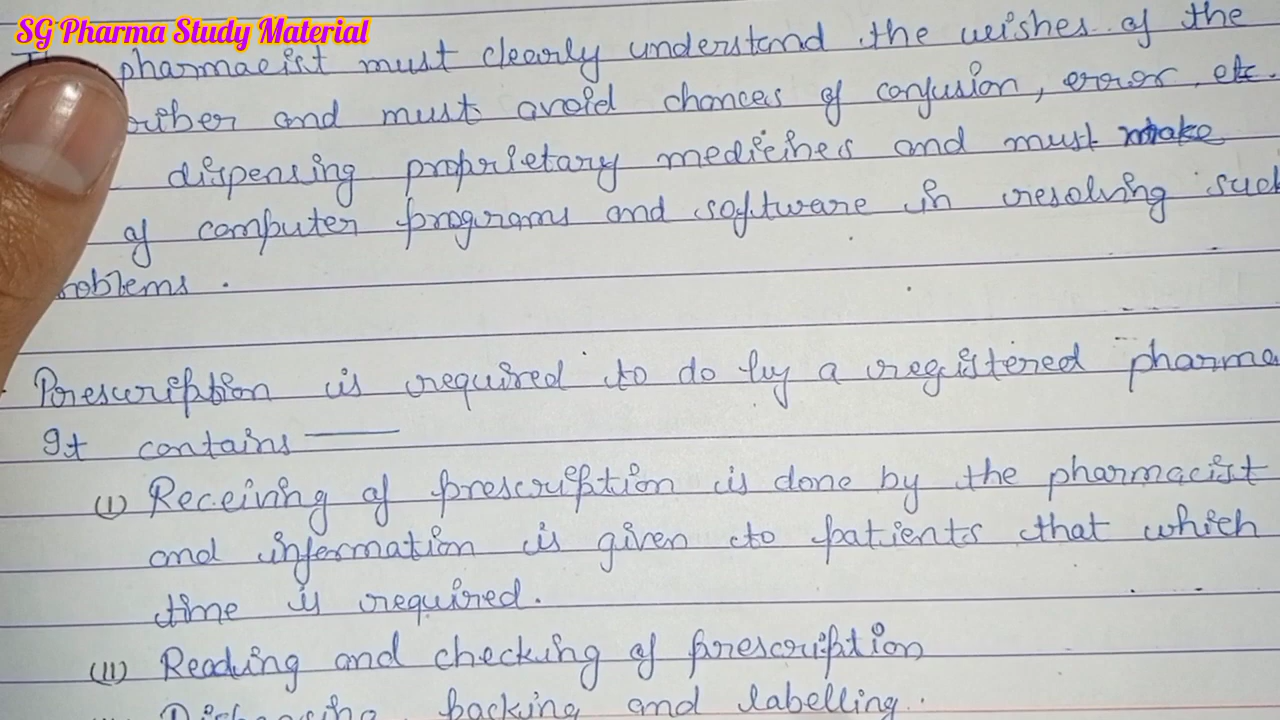 SG Pharma Study Material
pharmacist must clearly understand the wishes of the
riber and must avoid chances of confusion, error, etc.
dispensing proprietary medicines and must make
of computer programs and software in resolving such
roblems.
Prescription is required to do by a registered pharma
It contains —
(I) Receiving of prescription is done by the pharmacist
and information is given to patients that which
time is required.
(II) Reading and checking of prescription
Dispensing, packing and labelling.